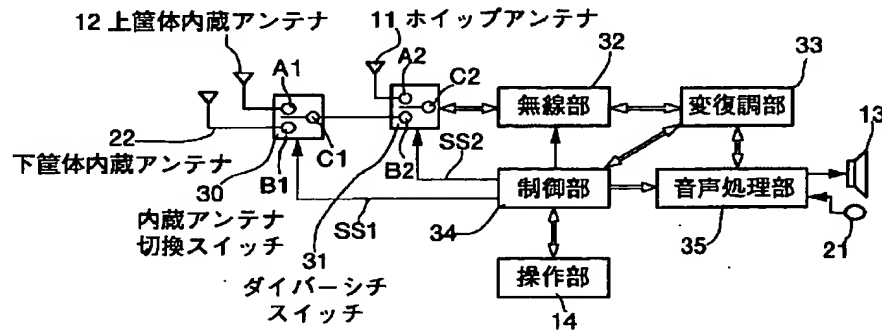 12 上筐体内蔵アンテナ
11 ホイップアンテナ
A1
A2
C2
32
33
無線部
変復調部
13
22
下筐体内蔵アンテナ
30
B1
C1
B2
SS2
内蔵アンテナ
切換スイッチ
SS1
31
ダイバーシチ
スイッチ
制御部
34
音声処理部
35
21
操作部
14